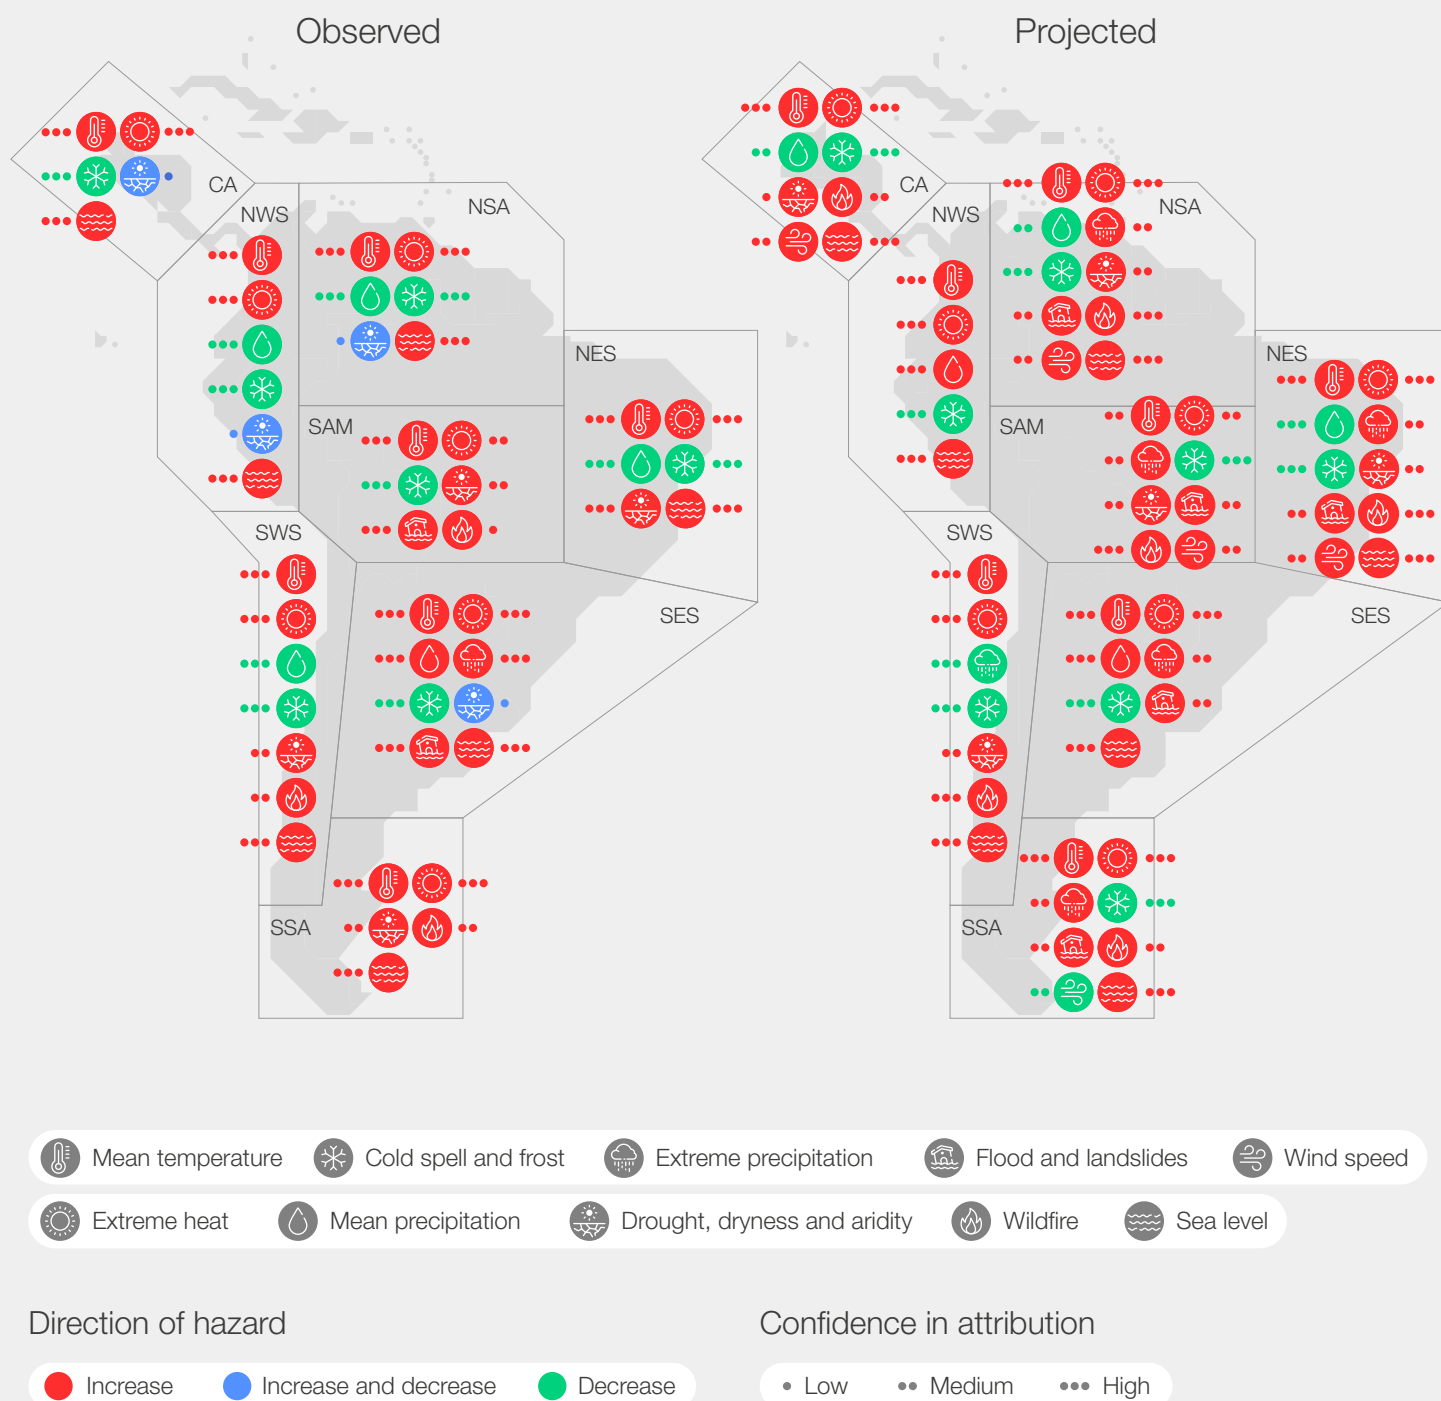 Observed
Projected
CA
NWS
NSA
NES
SAM
SWS
SES
SSA
CA
NWS
NSA
NES
SAM
SWS
SES
SSA
Mean temperature
Cold spell and frost
Extreme precipitation
Flood and landslides
Wind speed
Extreme heat
Mean precipitation
Drought, dryness and aridity
Wildfire
Sea level
Direction of hazard
Increase
Increase and decrease
Decrease
Confidence in attribution
Low
Medium
High